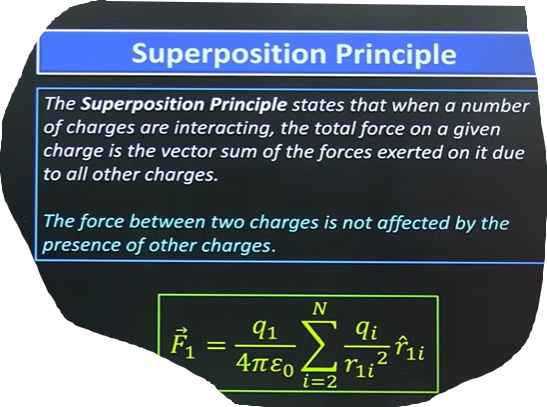 Superposition Principle
The Superposition Principle states that when a number
of charges are interacting, the total force on a given
charge is the vector sum of the forces exerted on it due
to all other charges.
The force between two charges is not affected by the
presence of other charges.
$\vec{F}_1 = \frac{q_1}{4\pi\varepsilon_0} \sum_{i=2}^{N} \frac{q_i}{{r_{1i}}^2} \hat{r}_{1i}$